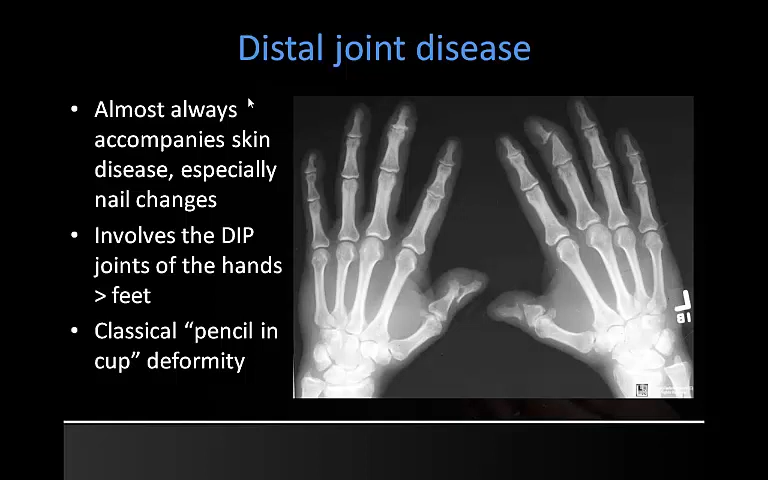 Distal joint disease
• Almost always
accompanies skin
disease, especially
nail changes
• Involves the DIP
joints of the hands
> feet
• Classical “pencil in
cup” deformity
L